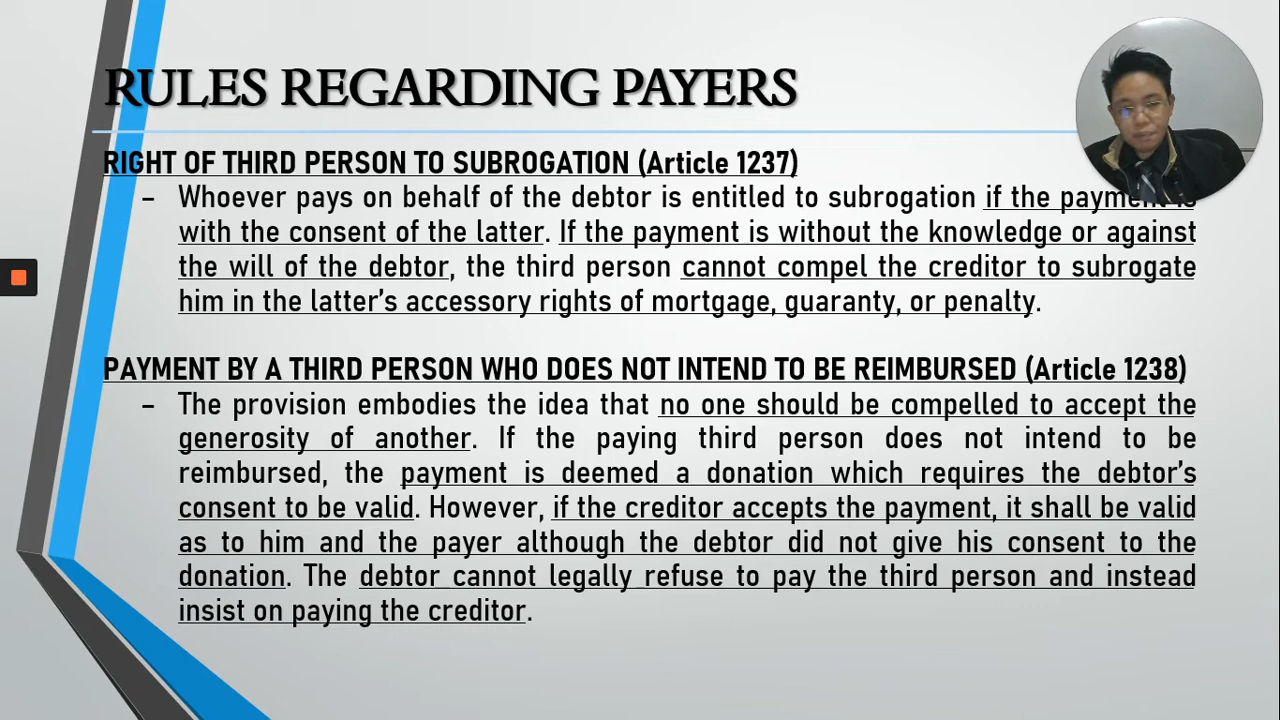 RULES REGARDING PAYERS
RIGHT OF THIRD PERSON TO SUBROGATION (Article 1237)
– Whoever pays on behalf of the debtor is entitled to subrogation if the payment is
with the consent of the latter. If the payment is without the knowledge or against
the will of the debtor, the third person cannot compel the creditor to subrogate
him in the latter's accessory rights of mortgage, guaranty, or penalty.
PAYMENT BY A THIRD PERSON WHO DOES NOT INTEND TO BE REIMBURSED (Article 1238)
– The provision embodies the idea that no one should be compelled to accept the
generosity of another. If the paying third person does not intend to be
reimbursed, the payment is deemed a donation which requires the debtor's
consent to be valid. However, if the creditor accepts the payment, it shall be valid
as to him and the payer although the debtor did not give his consent to the
donation. The debtor cannot legally refuse to pay the third person and instead
insist on paying the creditor.